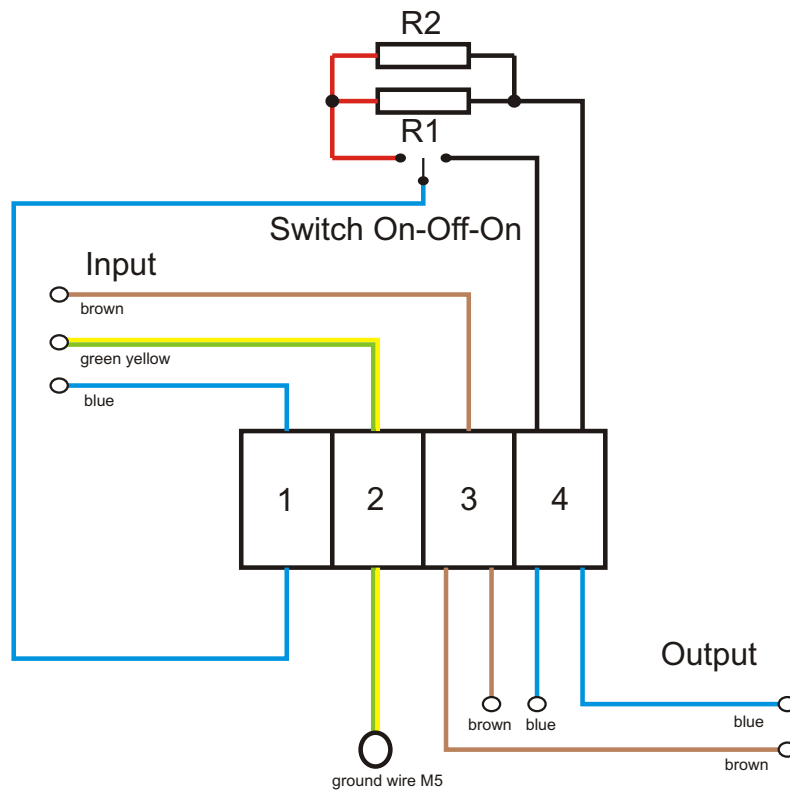 R2
R1
Switch On-Off-On
Input
brown
green yellow
blue
1
2
3
4
Output
brown
blue
blue
brown
ground wire M5